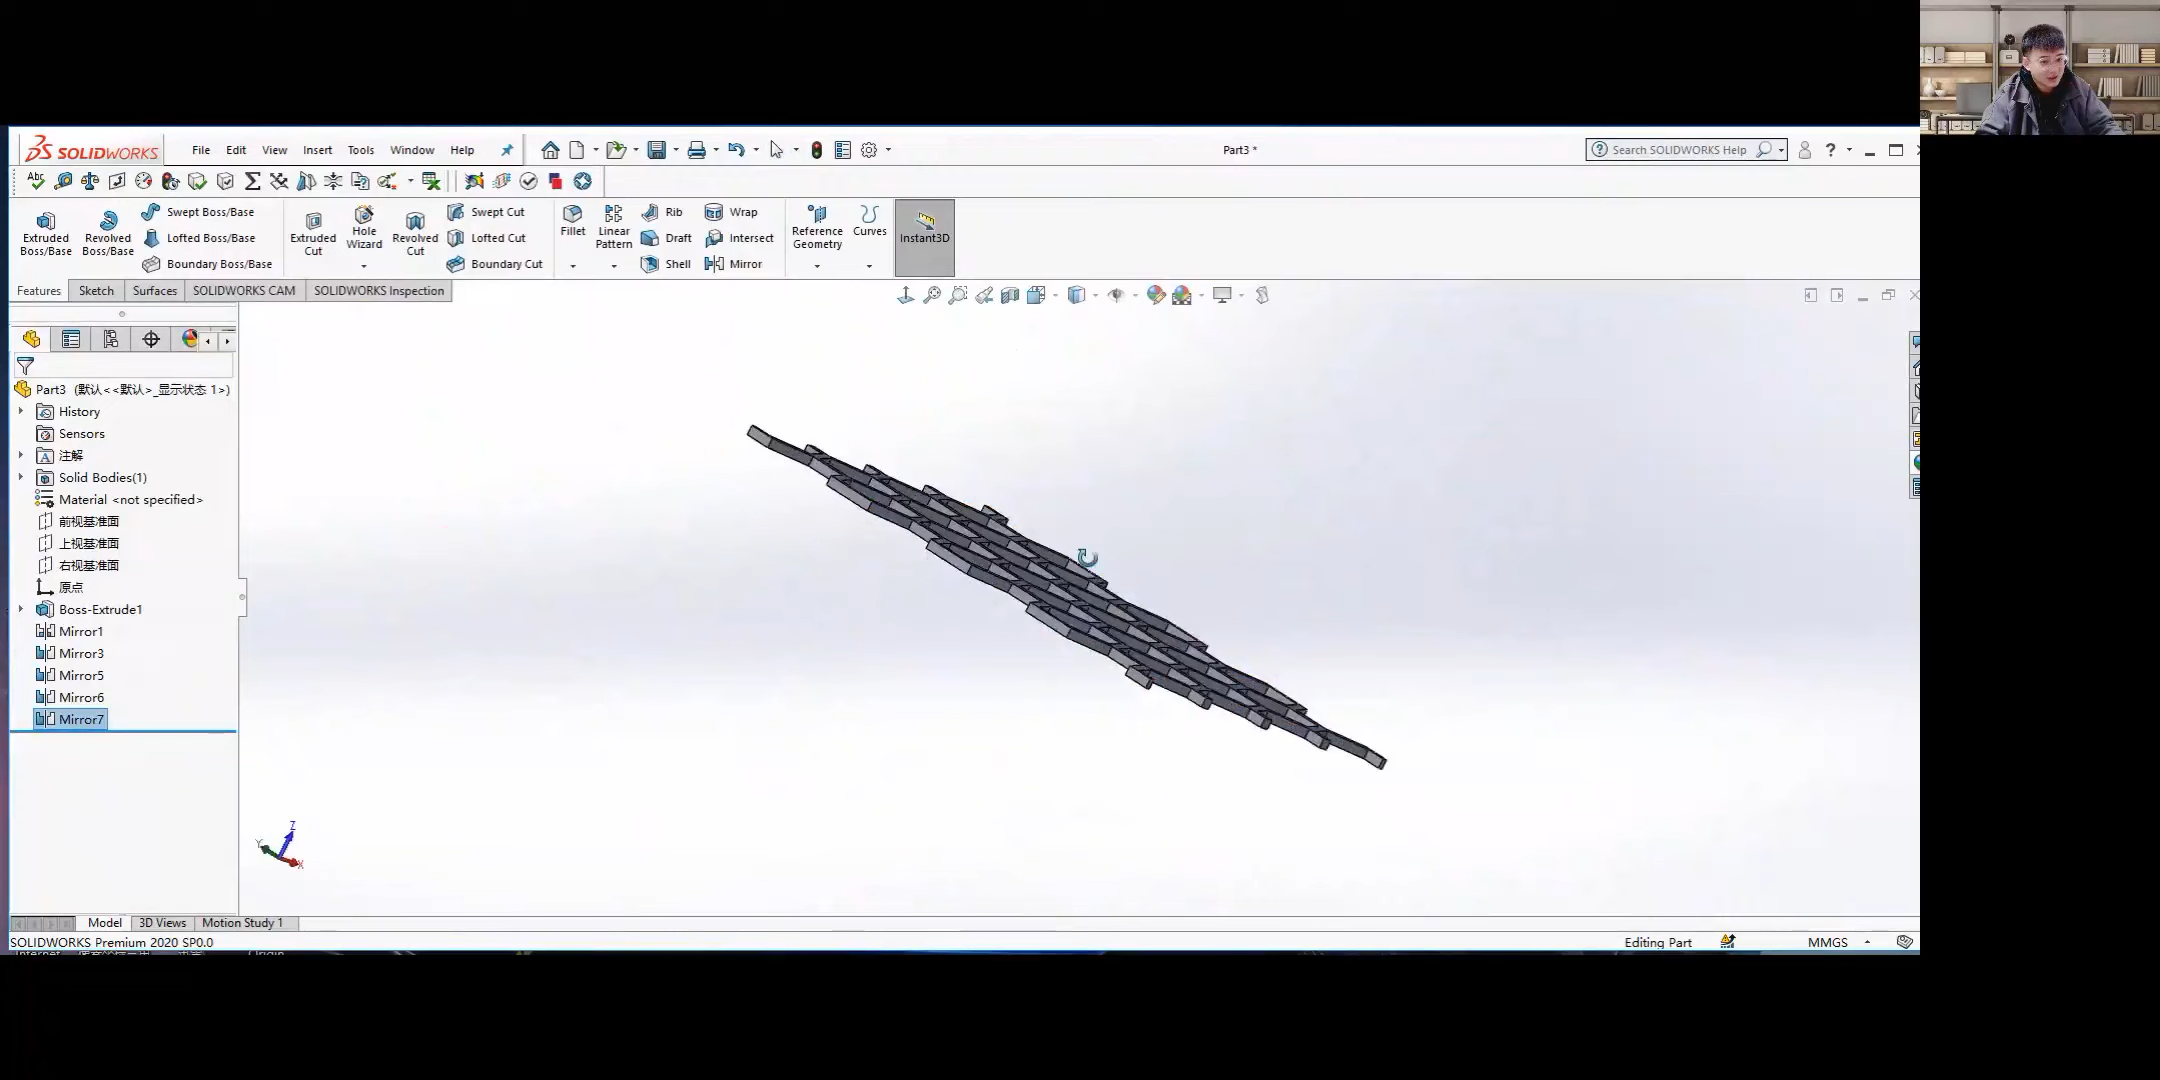 SOLIDWORKS File Edit View Insert Tools Window Help Part3 * Search SOLIDWORKS Help ?
Extruded Boss/Base
Revolved Boss/Base
Swept Boss/Base
Lofted Boss/Base
Boundary Boss/Base
Extruded Cut
Hole Wizard
Revolved Cut
Swept Cut
Lofted Cut
Boundary Cut
Fillet
Linear Pattern
Rib
Draft
Shell
Wrap
Intersect
Mirror
Reference Geometry
Curves
Instant3D
Features Sketch Surfaces SOLIDWORKS CAM SOLIDWORKS Inspection
Part3 (默认<<默认>_显示状态 1>)
History
Sensors
注解
Solid Bodies(1)
Material <not specified>
前视基准面
上视基准面
右视基准面
原点
Boss-Extrude1
Mirror1
Mirror3
Mirror5
Mirror6
Mirror7
Z
Y
X
Model 3D Views Motion Study 1
SOLIDWORKS Premium 2020 SP0.0 Editing Part MMGS